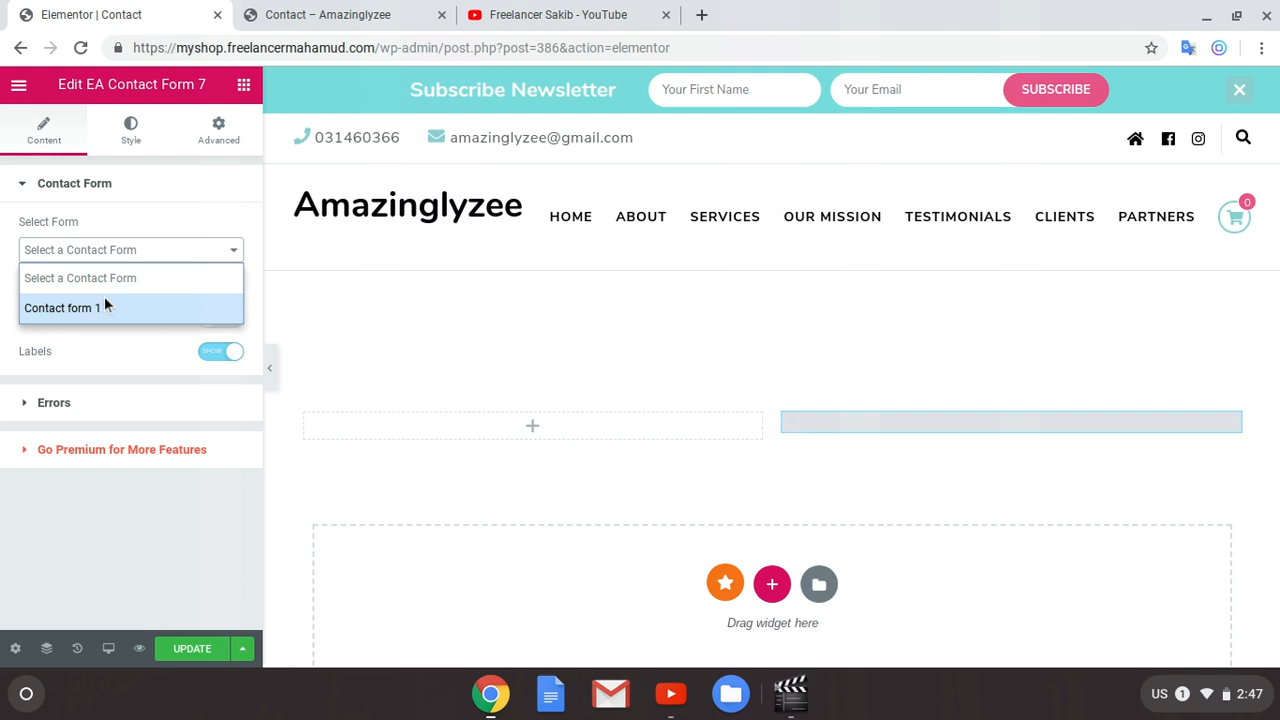 Elementor | Contact
Contact – Amazinglyzee
Freelancer Sakib - YouTube
https://myshop.freelancermahamud.com/wp-admin/post.php?post=386&action=elementor
Edit EA Contact Form 7
Content
Style
Advanced
Contact Form
Select Form
Select a Contact Form
Select a Contact Form
Contact form 1
Labels
SHOW
Errors
Go Premium for More Features
UPDATE
Subscribe Newsletter
Your First Name
Your Email
SUBSCRIBE
031460366
amazinglyzee@gmail.com
Amazinglyzee
HOME
ABOUT
SERVICES
OUR MISSION
TESTIMONIALS
CLIENTS
PARTNERS
0
Drag widget here
US
1
2:47